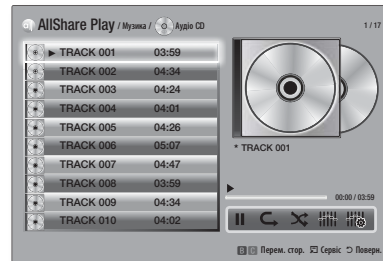 AllShare Play / Музика / Аудіо CD 1 / 17
TRACK 001 03:59
TRACK 002 04:34
TRACK 003 04:24
TRACK 004 04:01
TRACK 005 04:26
TRACK 006 05:07
TRACK 007 04:47
TRACK 008 03:59
TRACK 009 04:34
TRACK 010 04:02
* TRACK 001
00:00 / 03:59
B C Перем. стор. Сервіс Поверн.